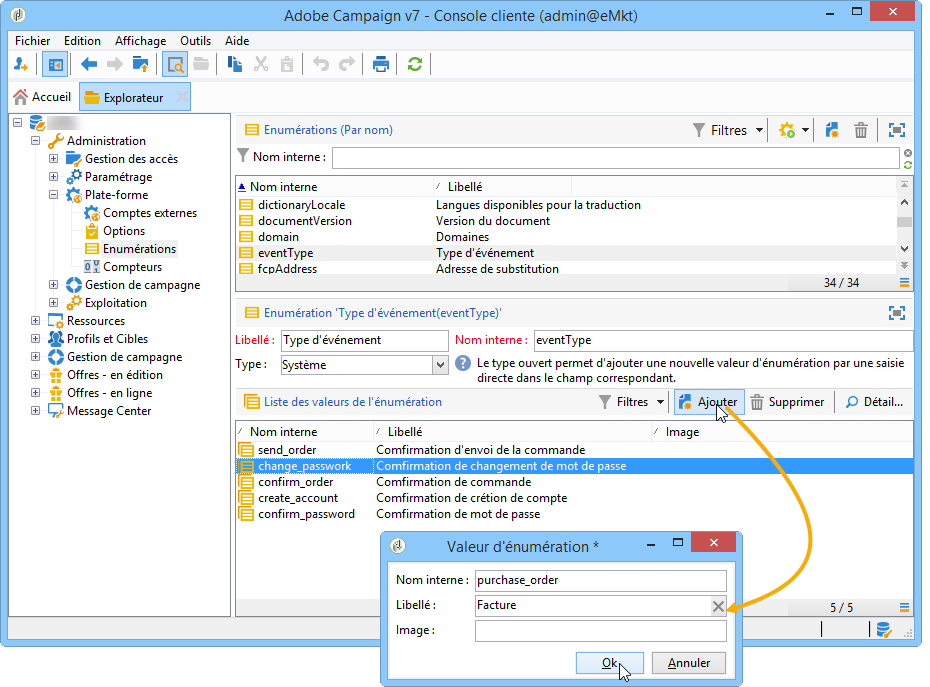 Adobe Campaign v7 - Console cliente (admin@eMkt)
Fichier Edition Affichage Outils Aide
Accueil Explorateur
Administration
Gestion des accès
Paramétrage
Plate-forme
Comptes externes
Options
Enumérations
Compteurs
Gestion de campagne
Exploitation
Ressources
Profils et Cibles
Gestion de campagne
Offres - en édition
Offres - en ligne
Message Center
Enumérations (Par nom) Filtres
Nom interne :
Nom interne Libellé
dictionaryLocale Langues disponibles pour la traduction
documentVersion Version du document
domain Domaines
eventType Type d'événement
fcpAddress Adresse de substitution
34 / 34
Enumération 'Type d'événement(eventType)'
Libellé : Type d'événement Nom interne : eventType
Type : Système Le type ouvert permet d'ajouter une nouvelle valeur d'énumération par une saisie
directe dans le champ correspondant.
Liste des valeurs de l'énumération Filtres Ajouter Supprimer Détail...
Nom interne Libellé Image
send_order Comfirmation d'envoi de la commande
change_passwork Comfirmation de changement de mot de passe
confirm_order Comfirmation de commande
create_account Comfirmation de crétion de compte
confirm_password Comfirmation de mot de passe
5 / 5
Valeur d'énumération *
Nom interne : purchase_order
Libellé : Facture
Image :
Ok Annuler